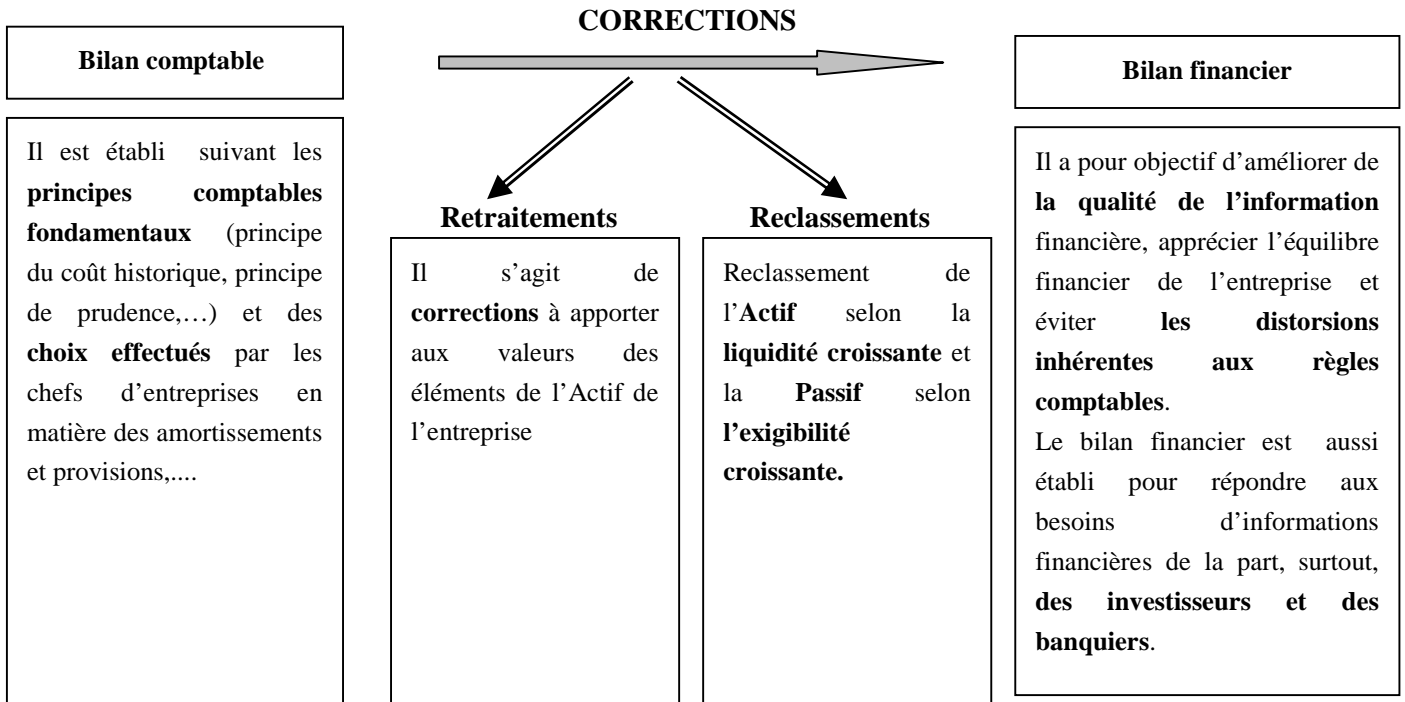 CORRECTIONS
Bilan comptable
Il est établi suivant les
principes comptables
fondamentaux (principe
du coût historique, principe
de prudence,…) et des
choix effectués par les
chefs d’entreprises en
matière des amortissements
et provisions,....
Retraitements
Il s’agit de
corrections à apporter
aux valeurs des
éléments de l’Actif de
l’entreprise
Reclassements
Reclassement de
l’Actif selon la
liquidité croissante et
la Passif selon
l’exigibilité
croissante.
Bilan financier
Il a pour objectif d’améliorer de
la qualité de l’information
financière, apprécier l’équilibre
financier de l’entreprise et
éviter les distorsions
inhérentes aux règles
comptables.
Le bilan financier est aussi
établi pour répondre aux
besoins d’informations
financières de la part, surtout,
des investisseurs et des
banquiers.